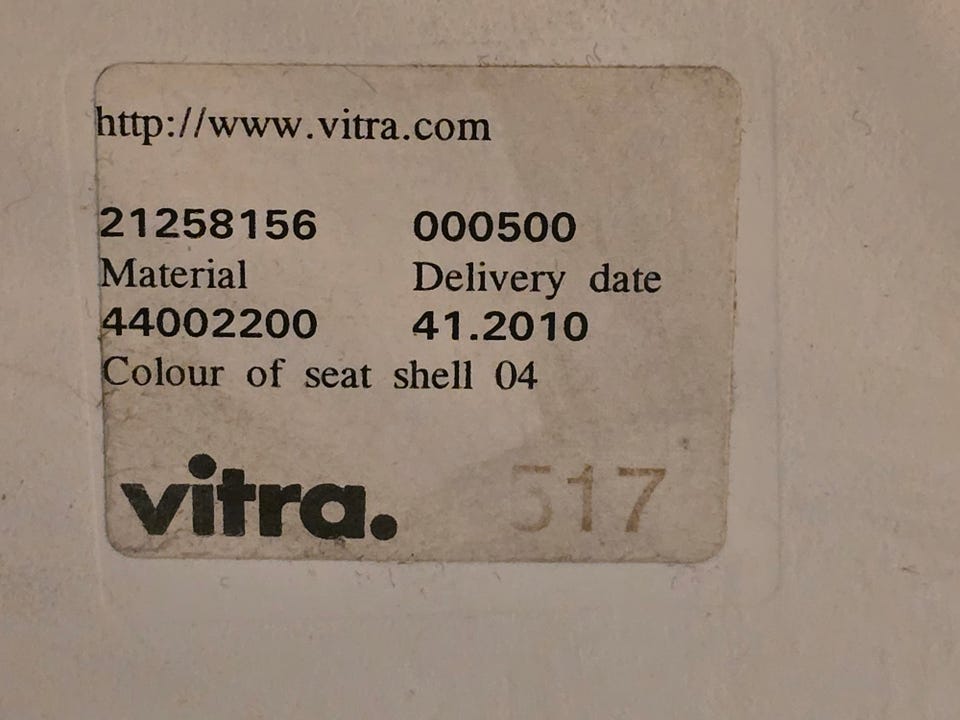 http://www.vitra.com
21258156 000500
Material Delivery date
44002200 41.2010
Colour of seat shell 04
vitra. 517